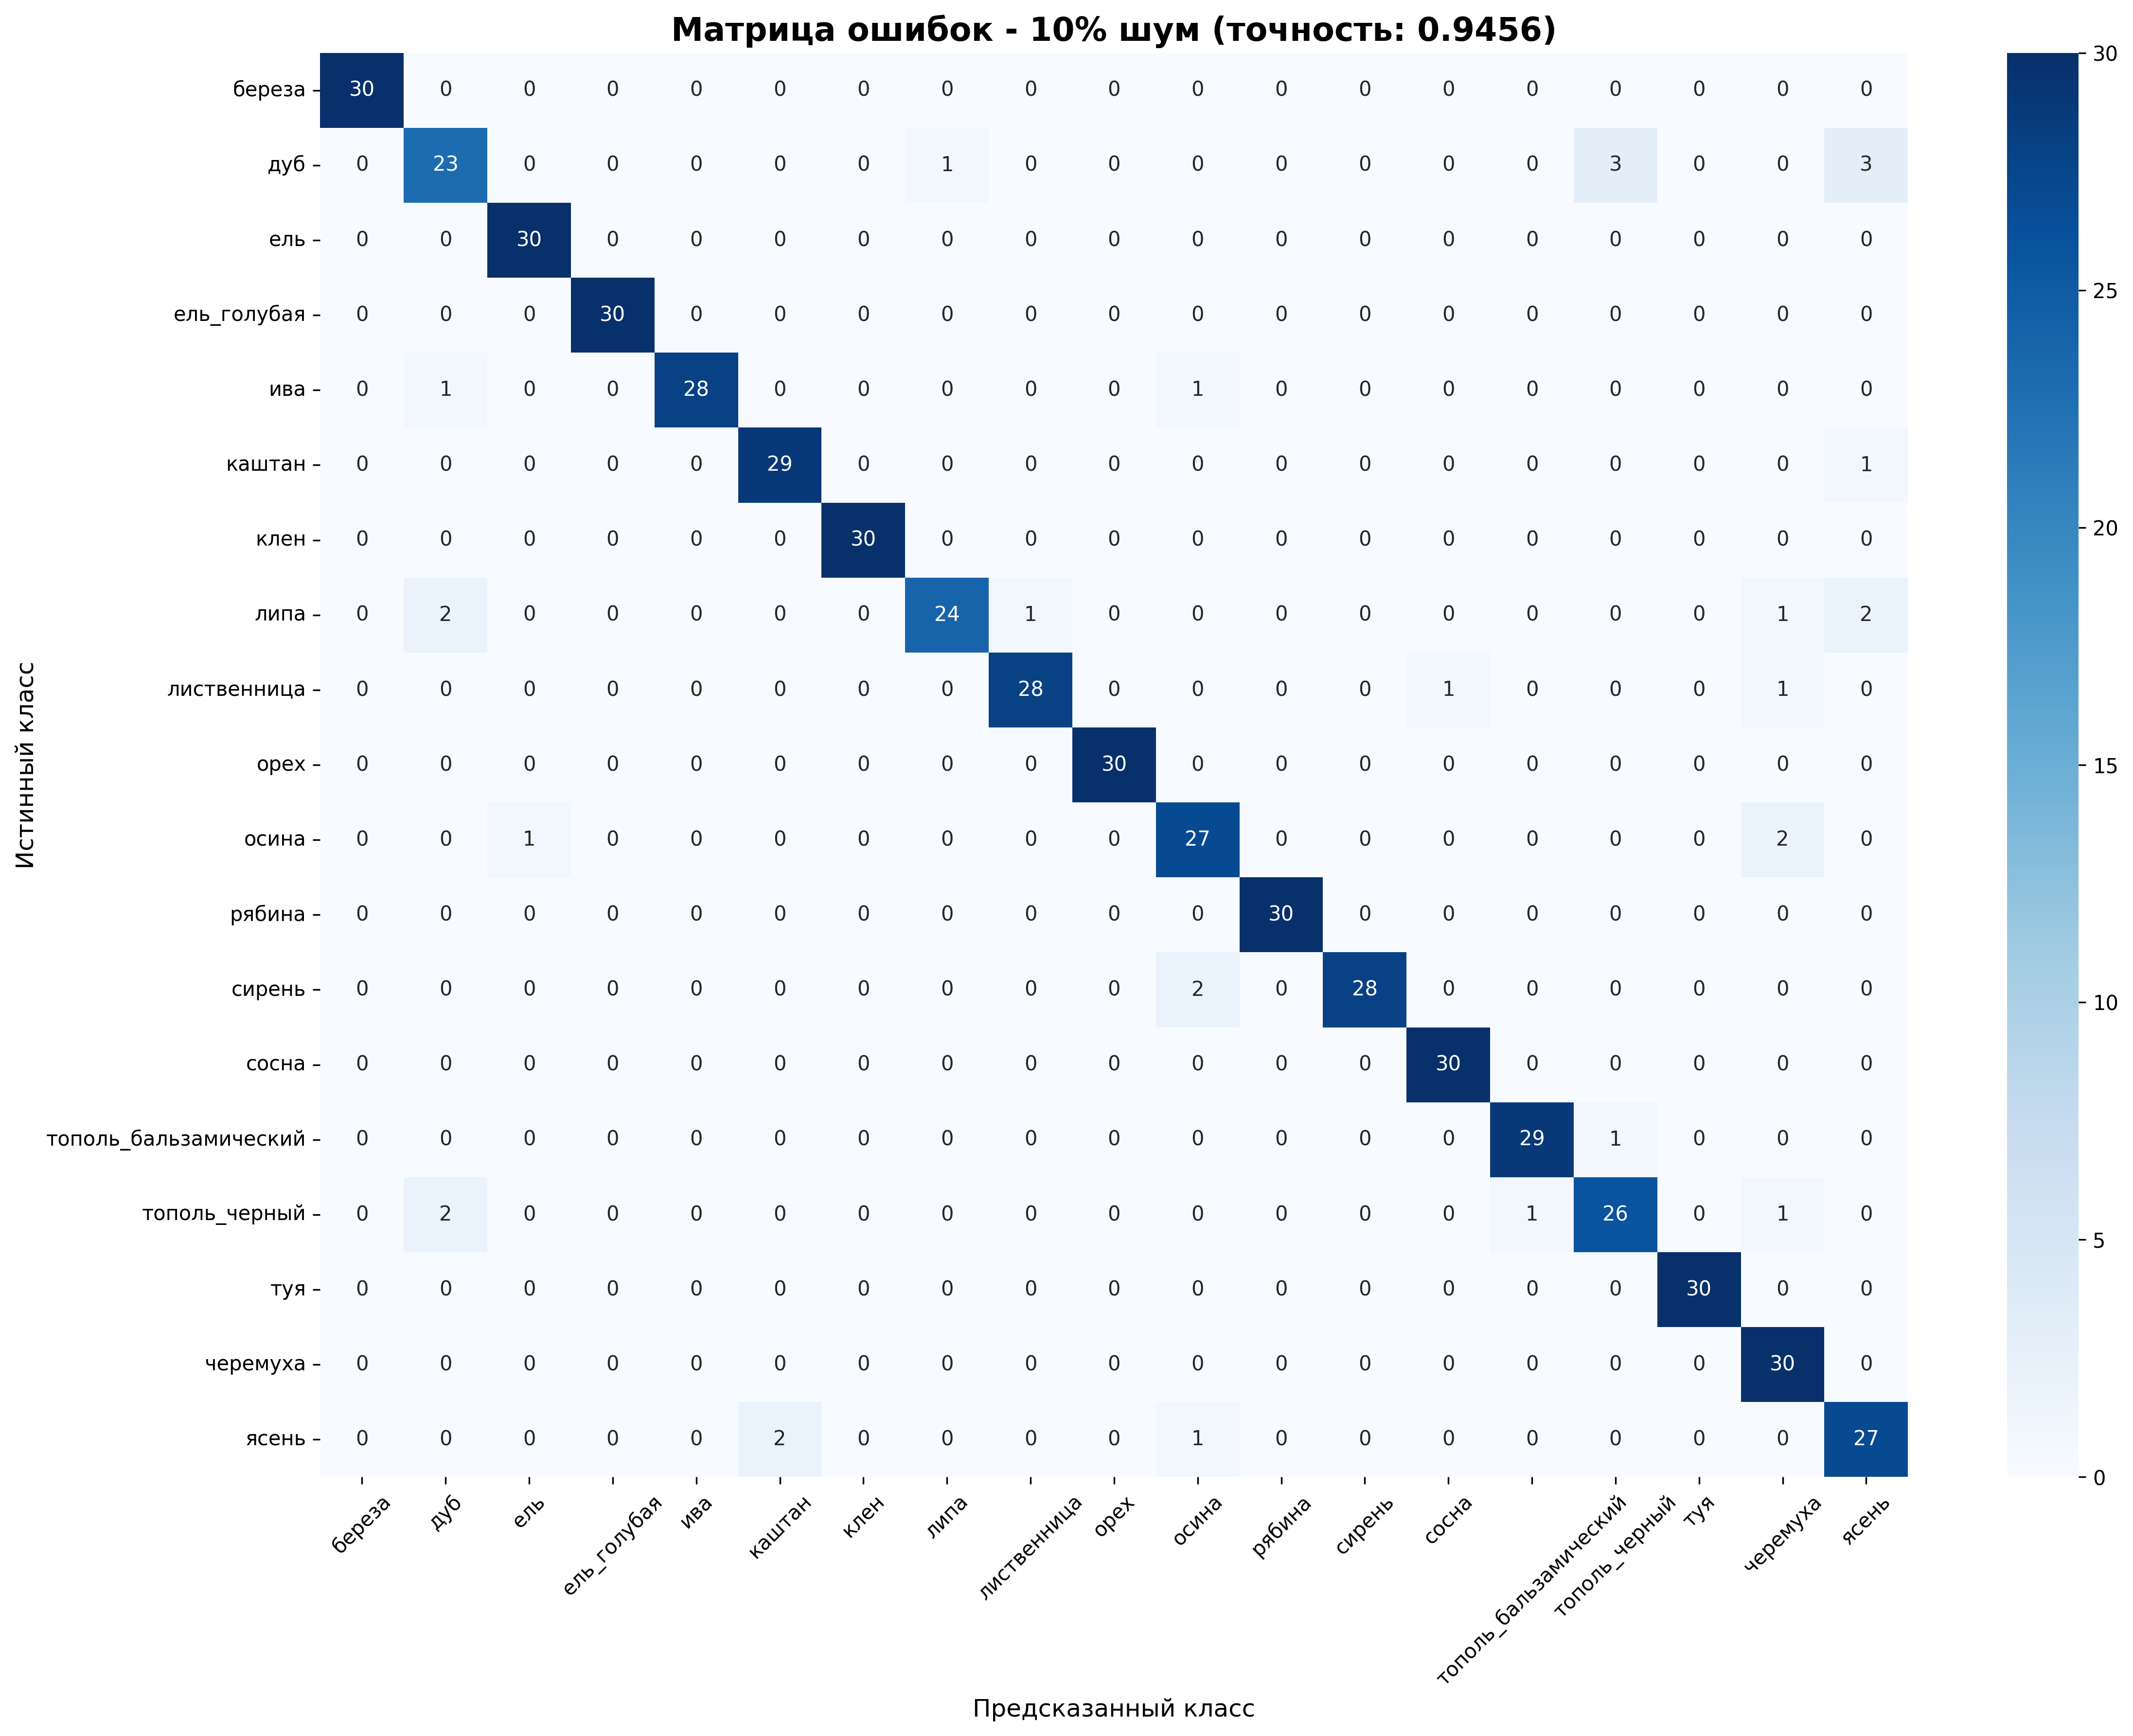 Матрица ошибок - 10% шум (точность: 0.9456)
Истинный класс
береза 30 0 0 0 0 0 0 0 0 0 0 0 0 0 0 0 0 0 0
дуб 0 23 0 0 0 0 0 1 0 0 0 0 0 0 0 3 0 0 3
ель 0 0 30 0 0 0 0 0 0 0 0 0 0 0 0 0 0 0 0
ель_голубая 0 0 0 30 0 0 0 0 0 0 0 0 0 0 0 0 0 0 0
ива 0 1 0 0 28 0 0 0 0 0 1 0 0 0 0 0 0 0 0
каштан 0 0 0 0 0 29 0 0 0 0 0 0 0 0 0 0 0 0 1
клен 0 0 0 0 0 0 30 0 0 0 0 0 0 0 0 0 0 0 0
липа 0 2 0 0 0 0 0 24 1 0 0 0 0 0 0 0 0 1 2
лиственница 0 0 0 0 0 0 0 0 28 0 0 0 0 1 0 0 0 1 0
орех 0 0 0 0 0 0 0 0 0 30 0 0 0 0 0 0 0 0 0
осина 0 0 1 0 0 0 0 0 0 0 27 0 0 0 0 0 0 2 0
рябина 0 0 0 0 0 0 0 0 0 0 0 30 0 0 0 0 0 0 0
сирень 0 0 0 0 0 0 0 0 0 0 2 0 28 0 0 0 0 0 0
сосна 0 0 0 0 0 0 0 0 0 0 0 0 0 30 0 0 0 0 0
тополь_бальзамический 0 0 0 0 0 0 0 0 0 0 0 0 0 0 29 1 0 0 0
тополь_черный 0 2 0 0 0 0 0 0 0 0 0 0 0 0 1 26 0 1 0
туя 0 0 0 0 0 0 0 0 0 0 0 0 0 0 0 0 30 0 0
черемуха 0 0 0 0 0 0 0 0 0 0 0 0 0 0 0 0 0 30 0
ясень 0 0 0 0 0 2 0 0 0 0 1 0 0 0 0 0 0 0 27
береза дуб ель ель_голубая ива каштан клен липа лиственница орех осина рябина сирень сосна тополь_бальзамический тополь_черный туя черемуха ясень
Предсказанный класс
30
25
20
15
10
5
0